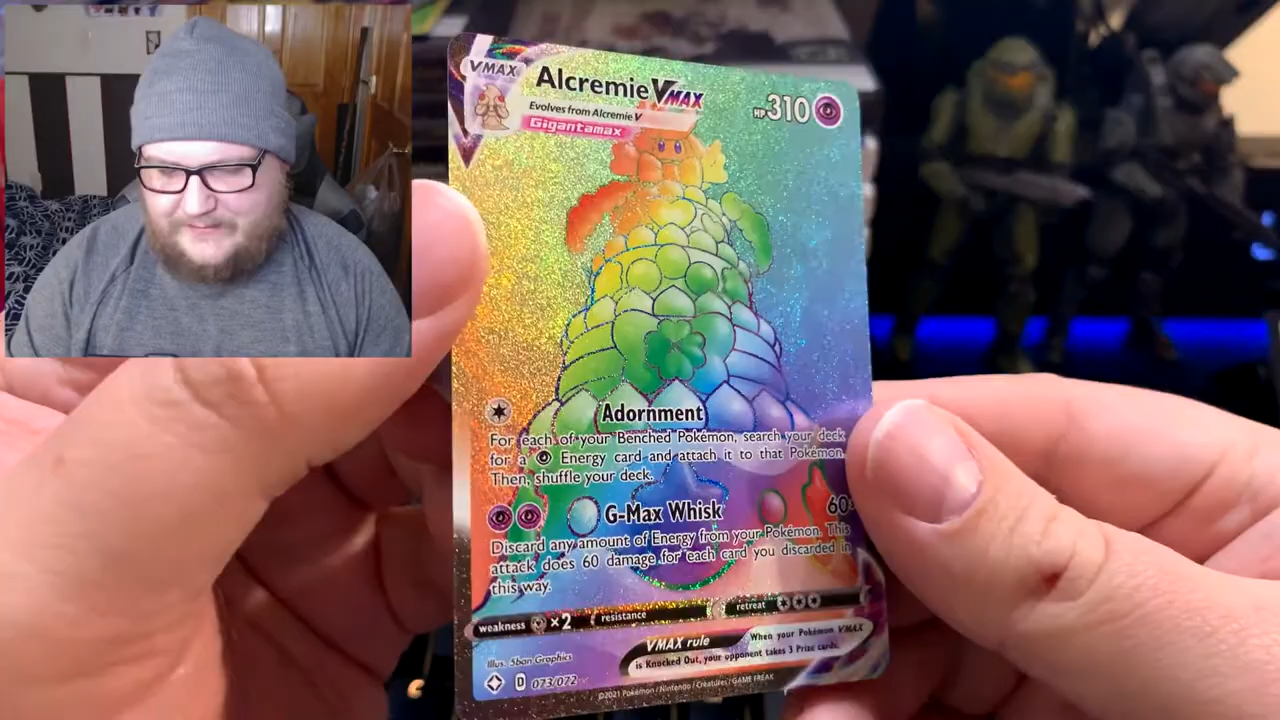 VMAX
Alcremie VMAX
HP 310
Evolves from Alcremie V
Gigantamax
Adornment
For each of your Benched Pokémon, search your deck
for a Energy card and attach it to that Pokémon.
Then, shuffle your deck.
G-Max Whisk 60
Discard any amount of Energy from your Pokémon. This
attack does 60 damage for each card you discarded in
this way.
weakness ×2 resistance retreat
VMAX rule When your Pokémon VMAX
is Knocked Out, your opponent takes 3 Prize cards.
Illus. 5ban Graphics
D 073/072
©2021 Pokémon / Nintendo / Creatures / GAME FREAK